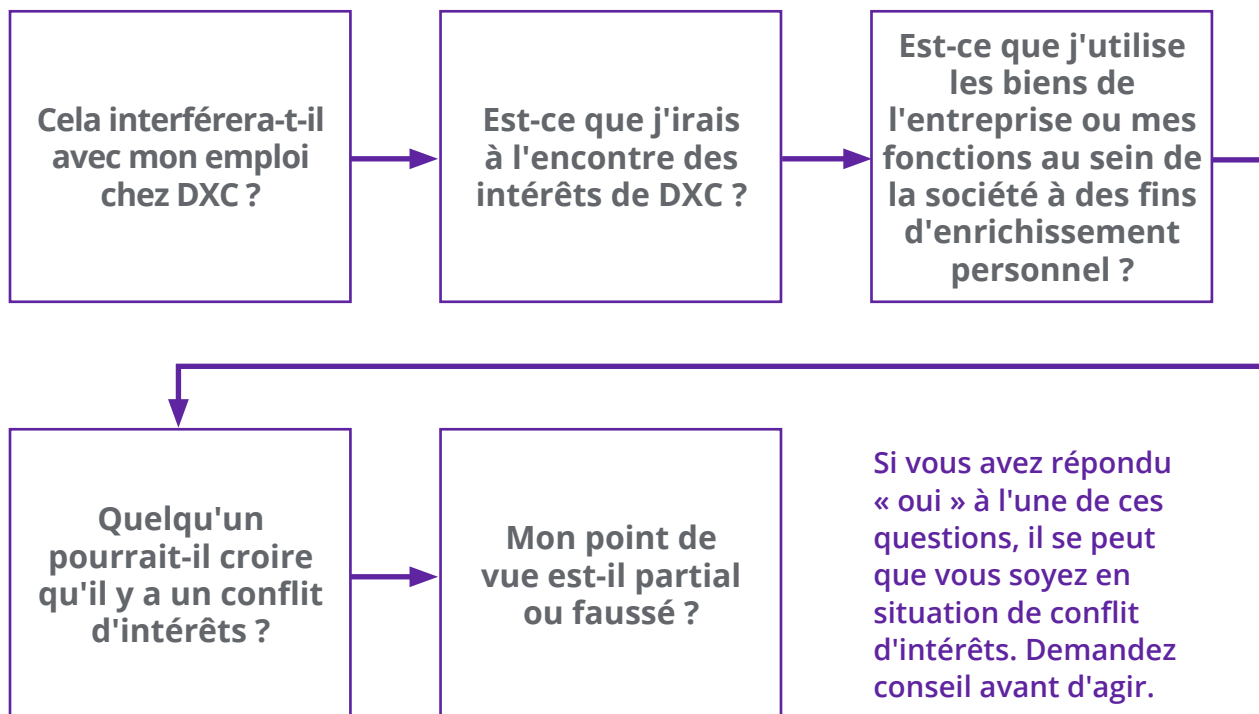 Cela interférera-t-il
avec mon emploi
chez DXC ?
Est-ce que j'irais
à l'encontre des
intérêts de DXC ?
Est-ce que j'utilise
les biens de
l'entreprise ou mes
fonctions au sein de
la société à des fins
d'enrichissement
personnel ?
Quelqu'un
pourrait-il croire
qu'il y a un conflit
d'intérêts ?
Mon point de
vue est-il partial
ou faussé ?
Si vous avez répondu
« oui » à l'une de ces
questions, il se peut
que vous soyez en
situation de conflit
d'intérêts. Demandez
conseil avant d'agir.